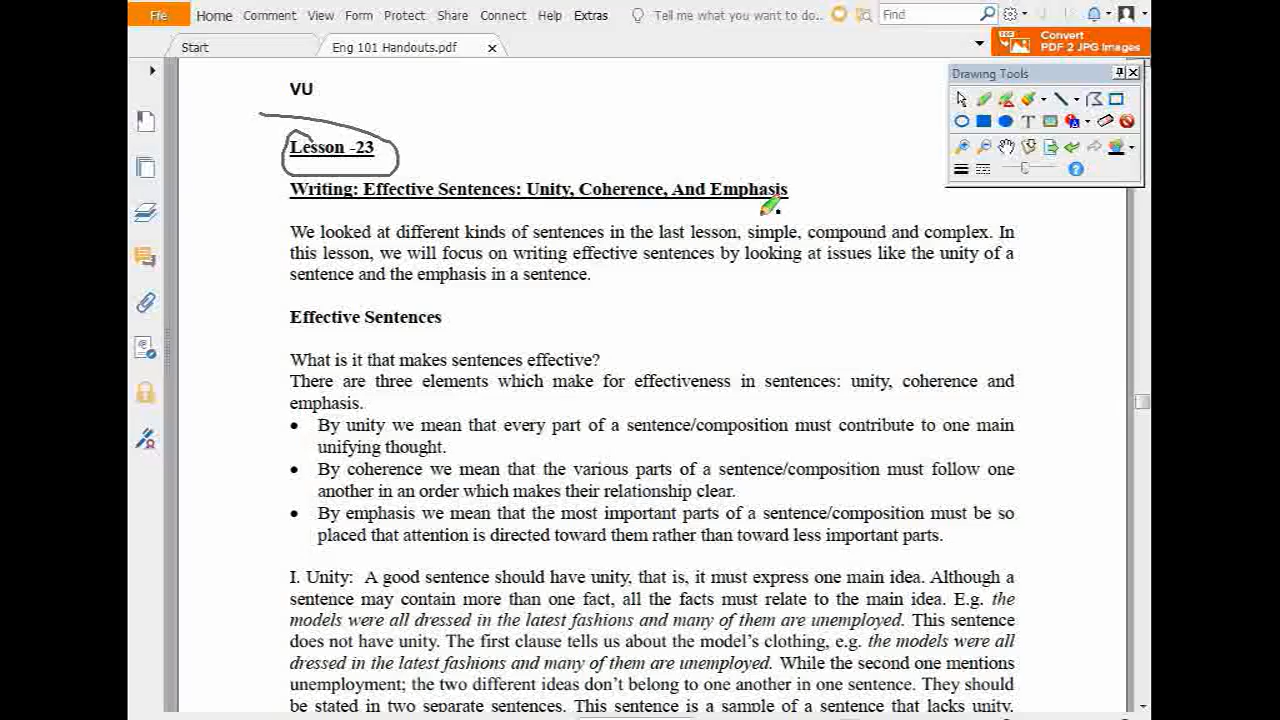 File Home Comment View Form Protect Share Connect Help Extras Tell me what you want to do.. Find
Start Eng 101 Handouts.pdf
Convert
PDF 2 JPG Images
Drawing Tools
VU
Lesson -23
Writing: Effective Sentences: Unity, Coherence, And Emphasis
We looked at different kinds of sentences in the last lesson, simple, compound and complex. In
this lesson, we will focus on writing effective sentences by looking at issues like the unity of a
sentence and the emphasis in a sentence.
Effective Sentences
What is it that makes sentences effective?
There are three elements which make for effectiveness in sentences: unity, coherence and
emphasis.
• By unity we mean that every part of a sentence/composition must contribute to one main
unifying thought.
• By coherence we mean that the various parts of a sentence/composition must follow one
another in an order which makes their relationship clear.
• By emphasis we mean that the most important parts of a sentence/composition must be so
placed that attention is directed toward them rather than toward less important parts.
I. Unity: A good sentence should have unity, that is, it must express one main idea. Although a
sentence may contain more than one fact, all the facts must relate to the main idea. E.g. the
models were all dressed in the latest fashions and many of them are unemployed. This sentence
does not have unity. The first clause tells us about the model's clothing, e.g. the models were all
dressed in the latest fashions and many of them are unemployed. While the second one mentions
unemployment; the two different ideas don't belong to one another in one sentence. They should
be stated in two separate sentences. This sentence is a sample of a sentence that lacks unity.